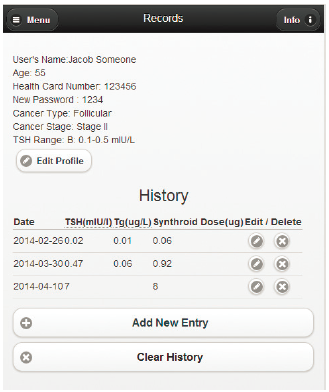 Menu Records Info
User's Name:Jacob Someone
Age: 55
Health Card Number: 123456
New Password : 1234
Cancer Type: Follicular
Cancer Stage: Stage II
TSH Range: B: 0.1-0.5 mIU/L
Edit Profile
History
Date TSH(mIU/l) Tg(ug/L) Synthroid Dose(ug) Edit / Delete
2014-02-26 0.02 0.01 0.06
2014-03-30 0.47 0.06 0.92
2014-04-10 7 8
Add New Entry
Clear History